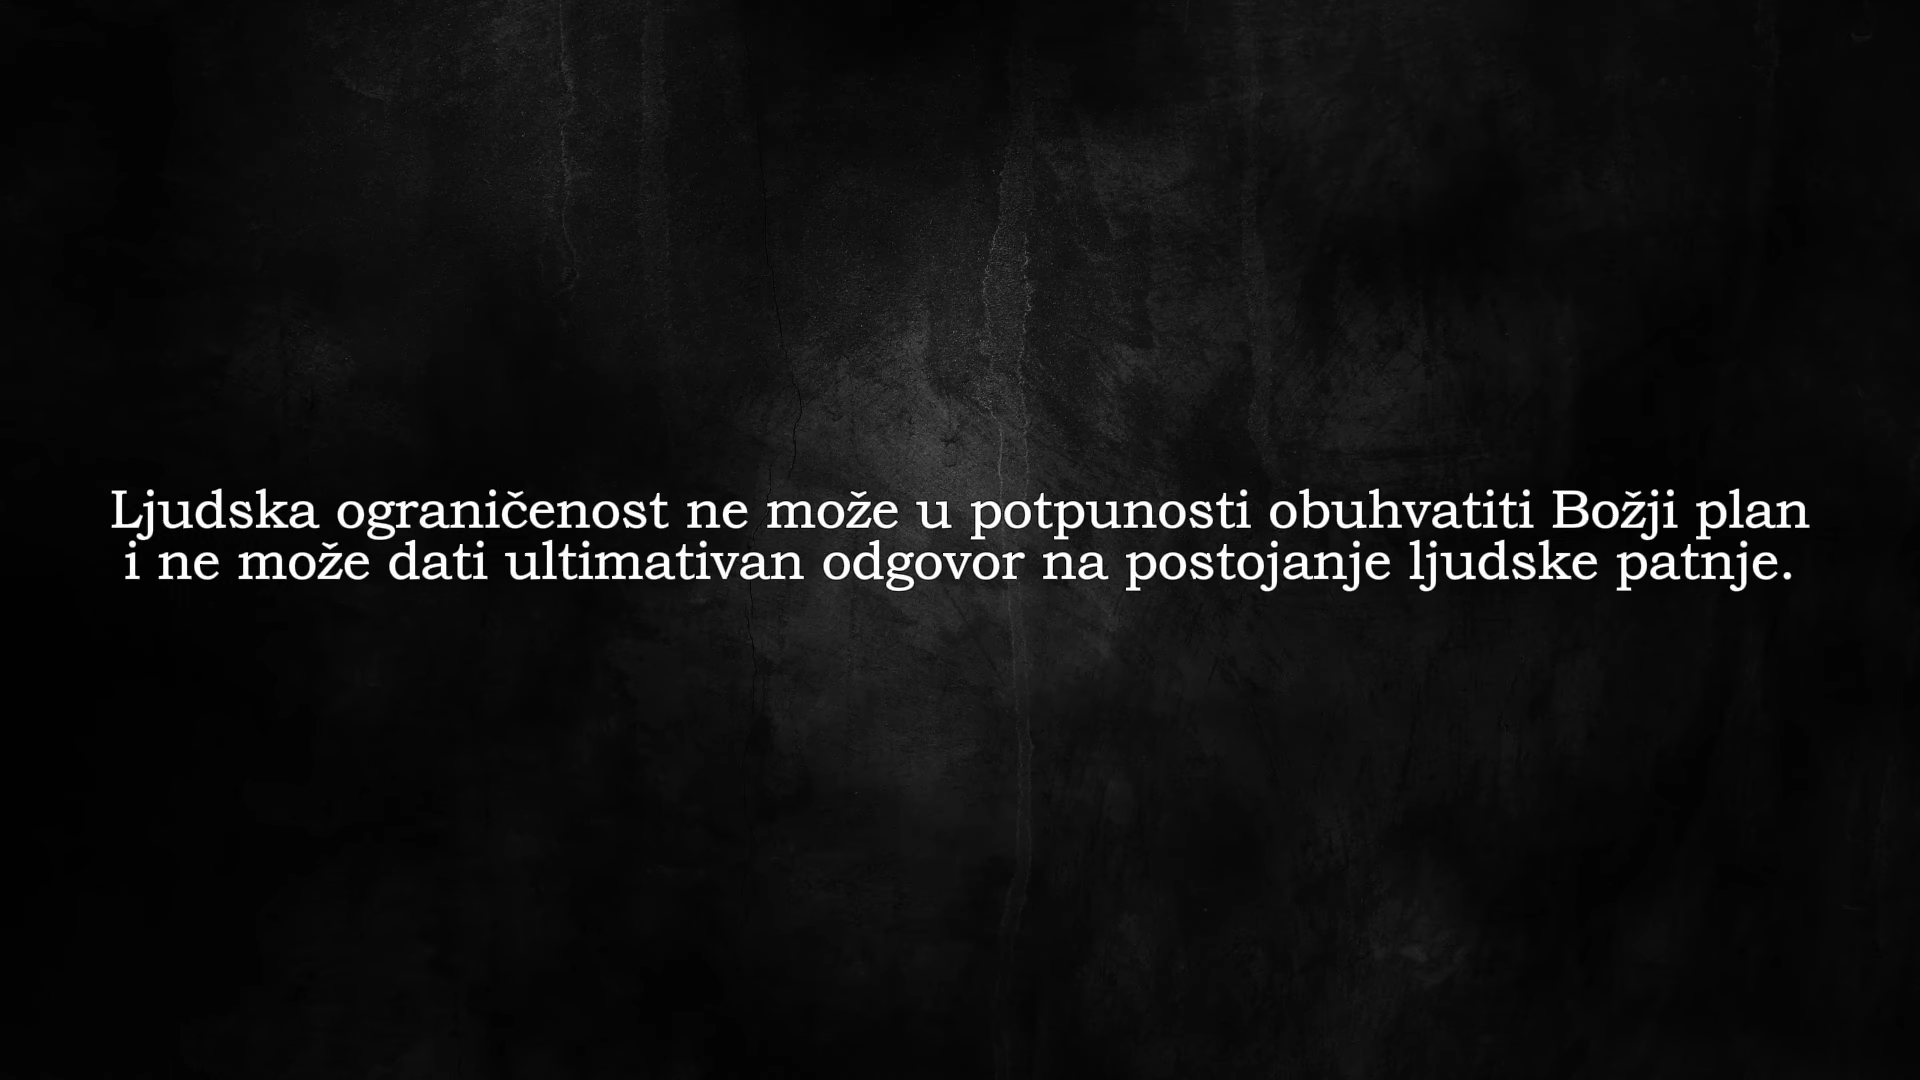 Ljudska ograničenost ne može u potpunosti obuhvatiti Božji plan
i ne može dati ultimativan odgovor na postojanje ljudske patnje.